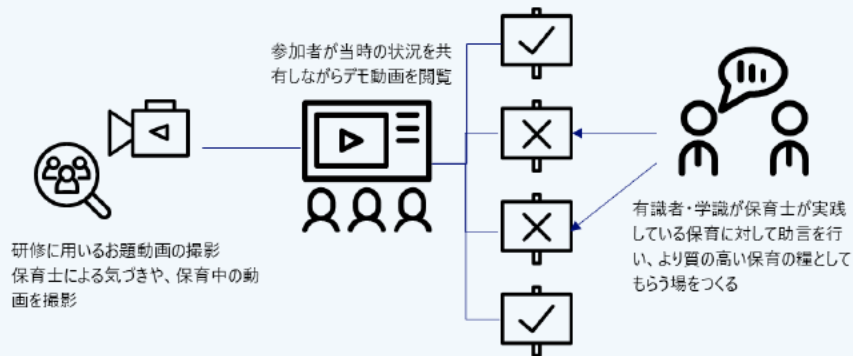 参加者が当時の状況を共
有しながらデモ動画を閲覧
研修に用いるお題動画の撮影
保育士による気づきや、保育中の動
画を撮影
有識者・学識が保育士が実践
している保育に対して助言を行
い、より質の高い保育の糧として
もらう場をつくる